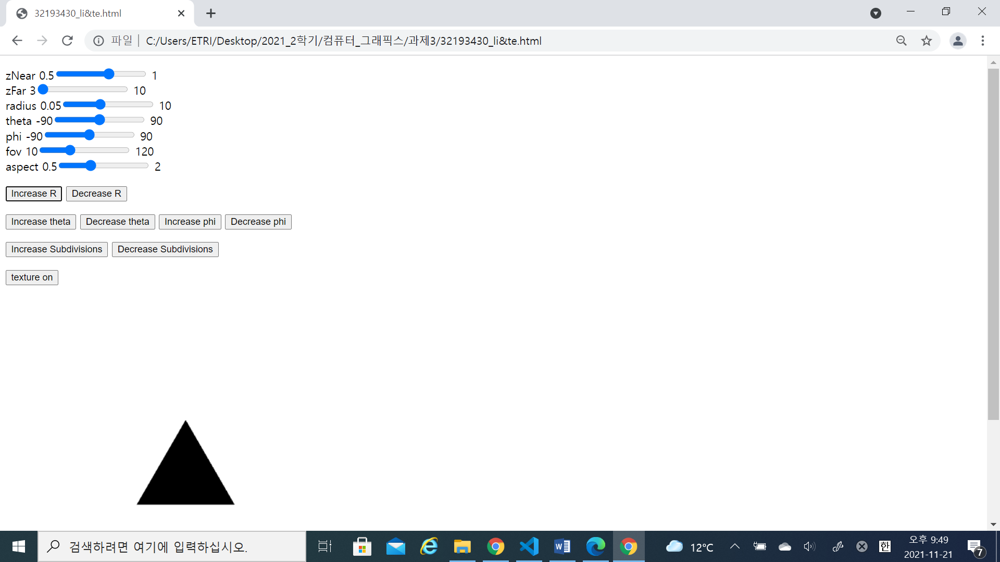 32193430_li&te.html
파일 C:/Users/ETRI/Desktop/2021_2학기/컴퓨터_그래픽스/과제3/32193430_li&te.html
zNear 0.5 1
zFar 3 10
radius 0.05 10
theta -90 90
phi -90 90
fov 10 120
aspect 0.5 2
Increase R Decrease R
Increase theta Decrease theta Increase phi Decrease phi
Increase Subdivisions Decrease Subdivisions
texture on
검색하려면 여기에 입력하십시오.
12°C
한
오후 9:49
2021-11-21
7